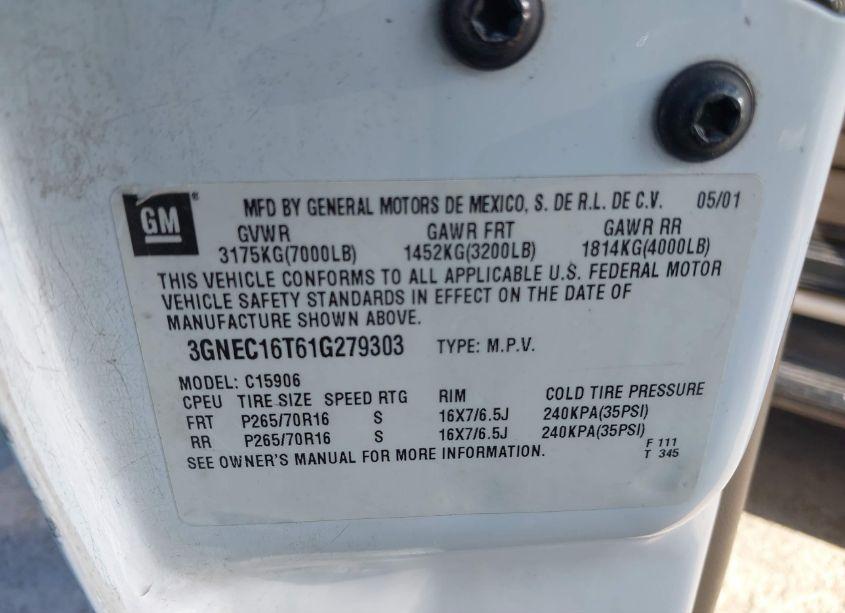 GM ®
MFD BY GENERAL MOTORS DE MEXICO, S. DE R.L. DE C.V. 05/01
GVWR GAWR FRT GAWR RR
3175KG(7000LB) 1452KG(3200LB) 1814KG(4000LB)
THIS VEHICLE CONFORMS TO ALL APPLICABLE U.S. FEDERAL MOTOR
VEHICLE SAFETY STANDARDS IN EFFECT ON THE DATE OF
MANUFACTURE SHOWN ABOVE.
3GNEC16T61G279303 TYPE: M.P.V.
MODEL: C15906
CPEU TIRE SIZE SPEED RTG RIM COLD TIRE PRESSURE
FRT P265/70R16 S 16X7/6.5J 240KPA(35PSI)
RR P265/70R16 S 16X7/6.5J 240KPA(35PSI)
SEE OWNER'S MANUAL FOR MORE INFORMATION.
F 111
T 345